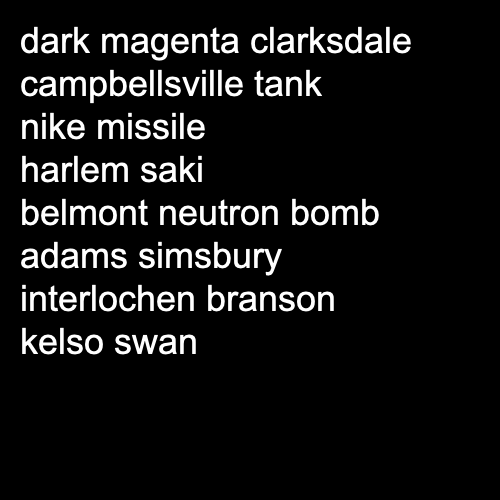 dark magenta clarksdale
campbellsville tank
nike missile
harlem saki
belmont neutron bomb
adams simsbury
interlochen branson
kelso swan